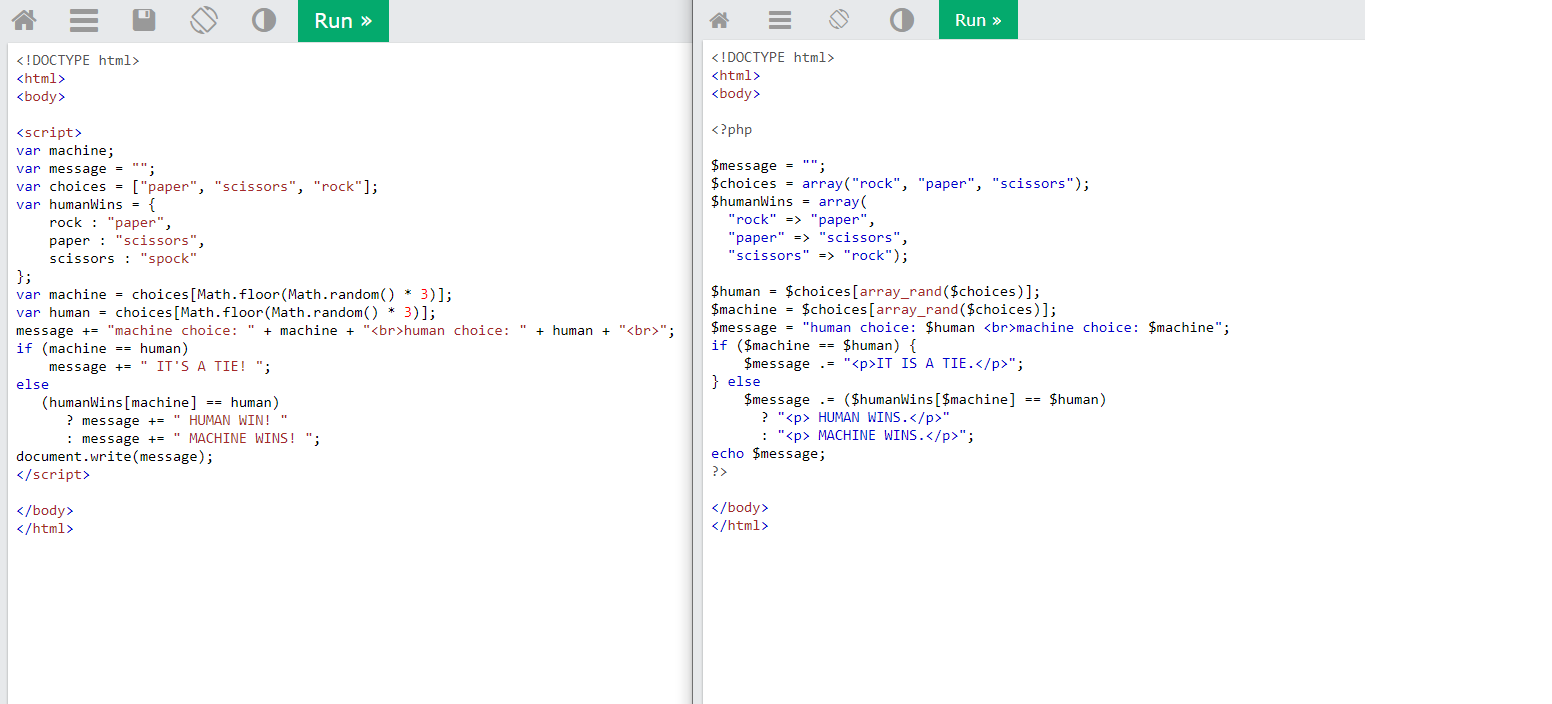 Run »
<!DOCTYPE html>
<html>
<body>

<script>
var machine;
var message = "";
var choices = ["paper", "scissors", "rock"];
var humanWins = {
    rock : "paper",
    paper : "scissors",
    scissors : "spock"
};
var machine = choices[Math.floor(Math.random() * 3)];
var human = choices[Math.floor(Math.random() * 3)];
message += "machine choice: " + machine + "<br>human choice: " + human + "<br>";
if (machine == human)
    message += " IT'S A TIE! ";
else
   (humanWins[machine] == human)
      ? message += " HUMAN WIN! "
      : message += " MACHINE WINS! ";
document.write(message);
</script>

</body>
</html>
Run »
<!DOCTYPE html>
<html>
<body>

<?php

$message = "";
$choices = array("rock", "paper", "scissors");
$humanWins = array(
  "rock" => "paper",
  "paper" => "scissors",
  "scissors" => "rock");

$human = $choices[array_rand($choices)];
$machine = $choices[array_rand($choices)];
$message = "human choice: $human <br>machine choice: $machine";
if ($machine == $human) {
    $message .= "<p>IT IS A TIE.</p>";
} else
    $message .= ($humanWins[$machine] == $human)
      ? "<p> HUMAN WINS.</p>"
      : "<p> MACHINE WINS.</p>";
echo $message;
?>

</body>
</html>